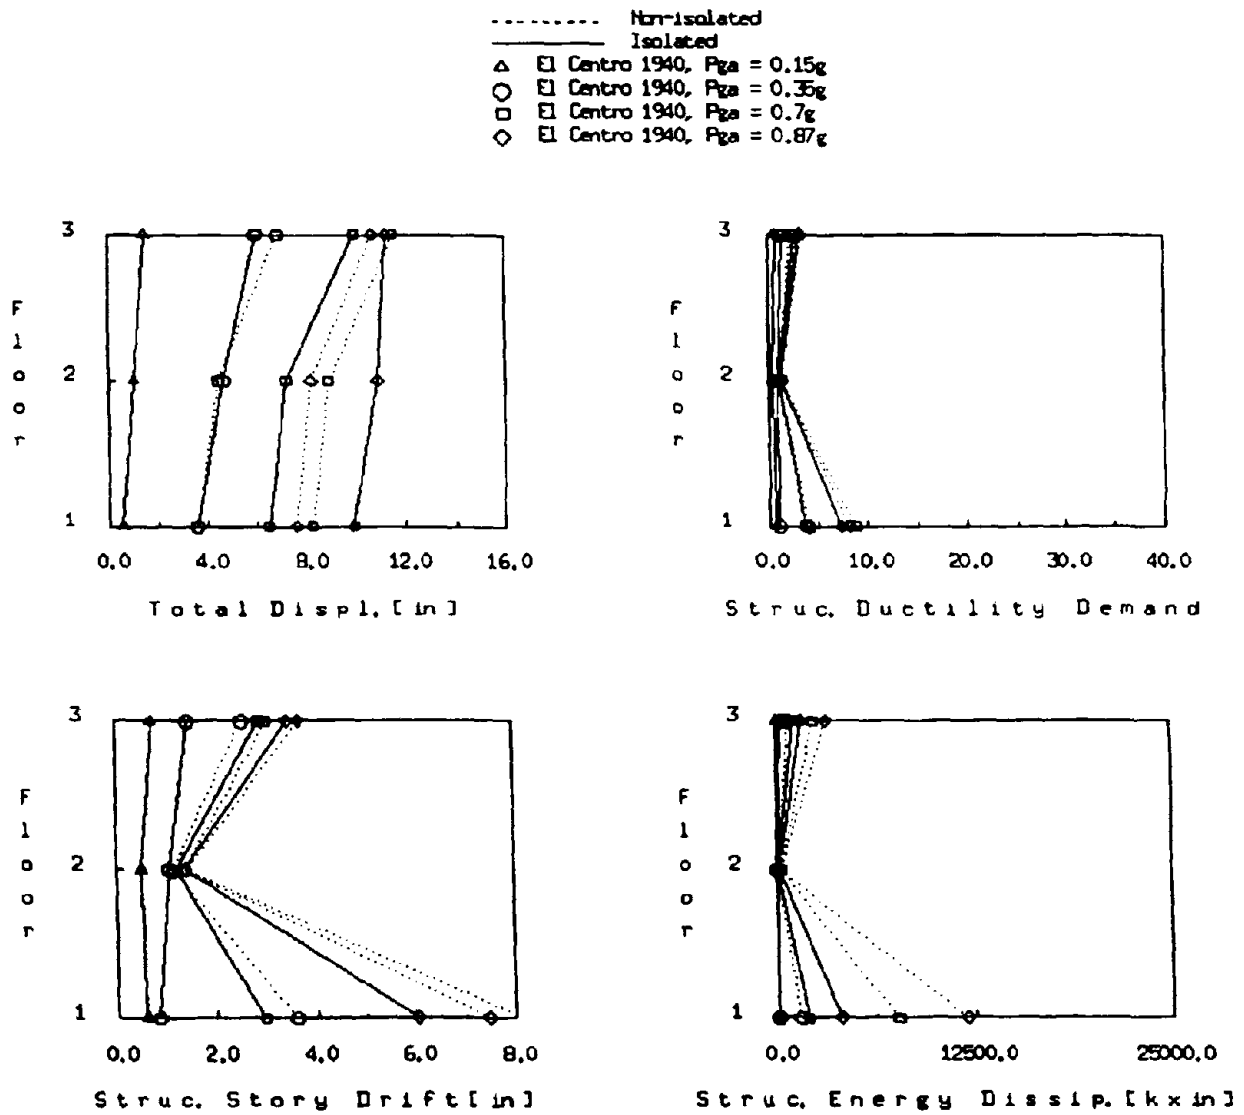 Non-isolated
Isolated
El Centro 1940, Pga = 0.15g
El Centro 1940, Pga = 0.35g
El Centro 1940, Pga = 0.7g
El Centro 1940, Pga = 0.87g
3
2
1
Floor
0.0 4.0 8.0 12.0 16.0
Total Displ. [in]
3
2
1
Floor
0.0 10.0 20.0 30.0 40.0
Struc. Ductility Demand
3
2
1
Floor
0.0 2.0 4.0 6.0 8.0
Struc. Story Drift [in]
3
2
1
Floor
0.0 12500.0 25000.0
Struc. Energy Dissip. [kxin]